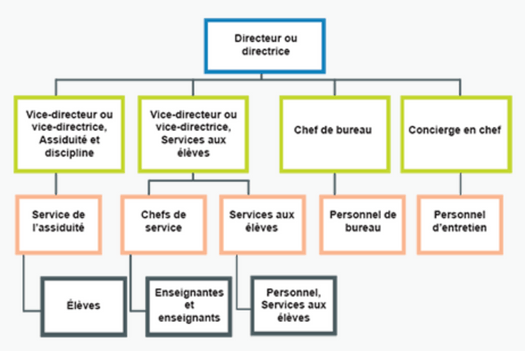 Directeur ou
directrice
Vice-directeur ou
vice-directrice,
Assiduité et
discipline
Vice-directeur ou
vice-directrice,
Services aux
élèves
Chef de bureau
Concierge en chef
Service de
l'assiduité
Chefs de
service
Services aux
élèves
Personnel de
bureau
Personnel
d'entretien
Élèves
Enseignantes
et
enseignants
Personnel,
Services aux
élèves